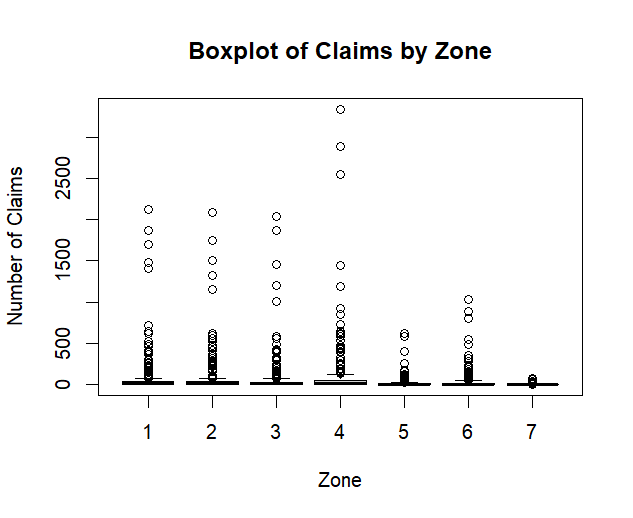 Boxplot of Claims by Zone
Number of Claims
2500
1500
500
0
1 2 3 4 5 6 7
Zone